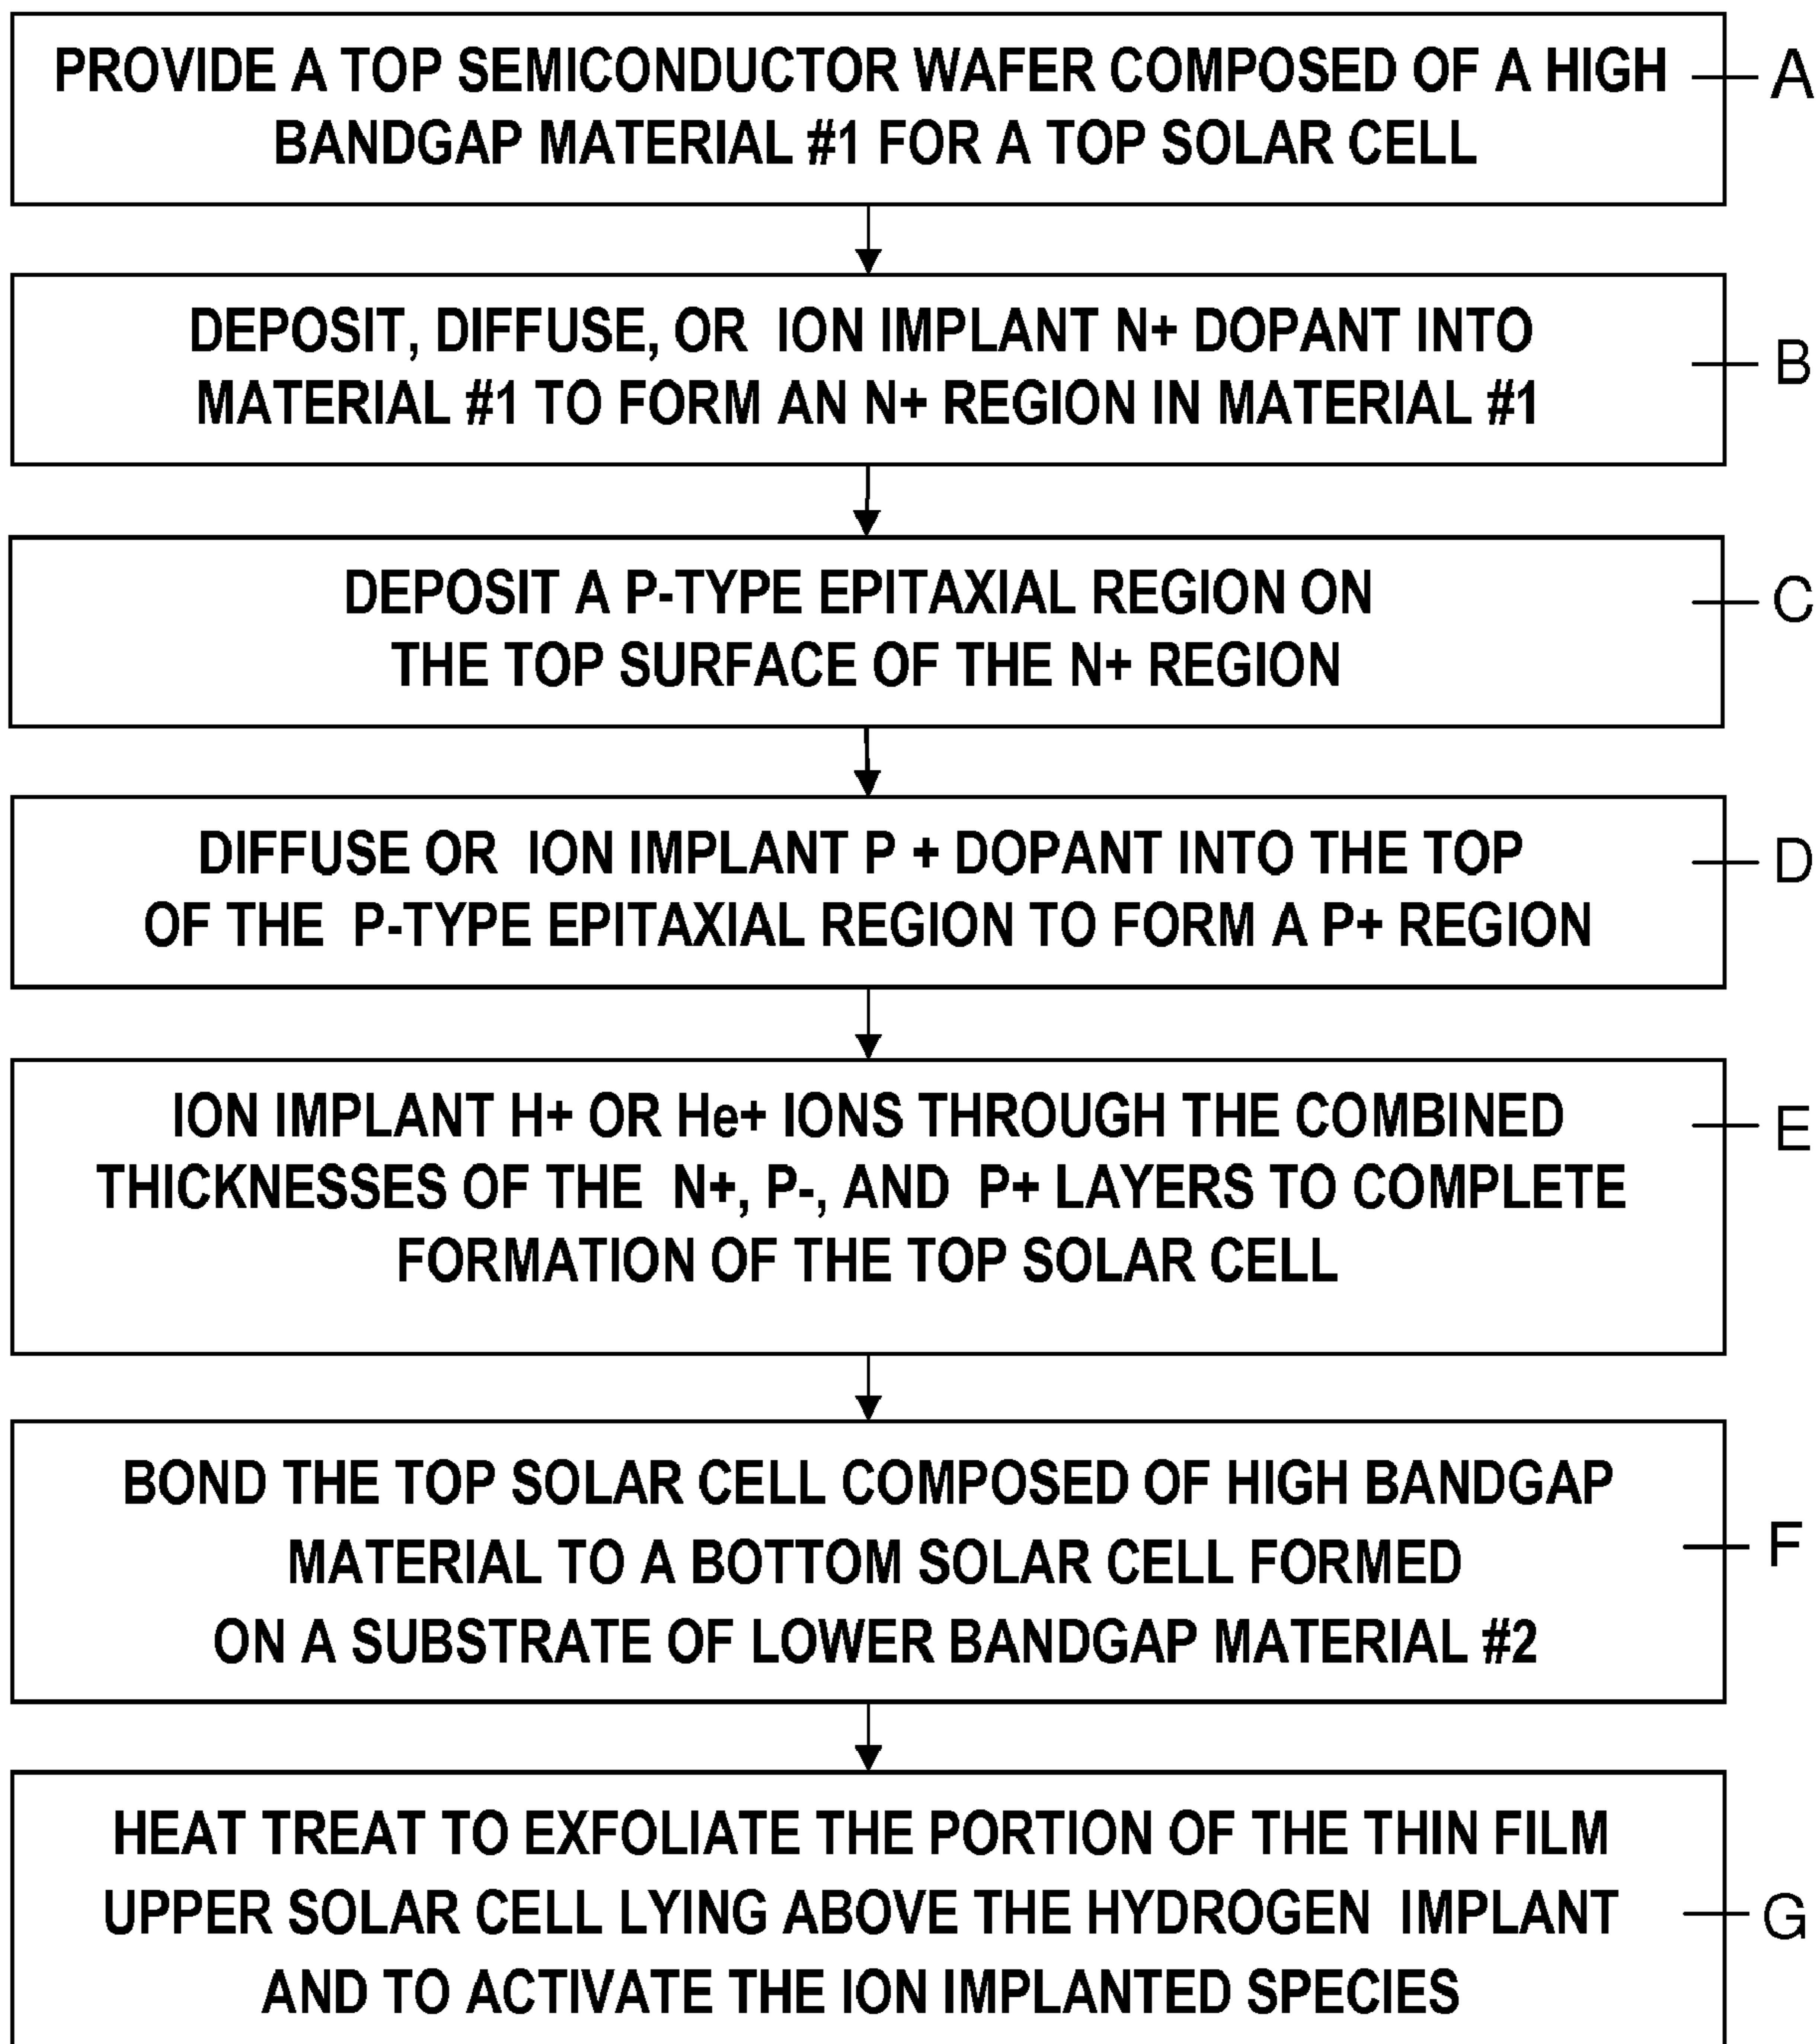 PROVIDE A TOP SEMICONDUCTOR WAFER COMPOSED OF A HIGH
BANDGAP MATERIAL #1 FOR A TOP SOLAR CELL
A
DEPOSIT, DIFFUSE, OR ION IMPLANT N+ DOPANT INTO
MATERIAL #1 TO FORM AN N+ REGION IN MATERIAL #1
B
DEPOSIT A P-TYPE EPITAXIAL REGION ON
THE TOP SURFACE OF THE N+ REGION
C
DIFFUSE OR ION IMPLANT P + DOPANT INTO THE TOP
OF THE P-TYPE EPITAXIAL REGION TO FORM A P+ REGION
D
ION IMPLANT H+ OR He+ IONS THROUGH THE COMBINED
THICKNESSES OF THE N+, P-, AND P+ LAYERS TO COMPLETE
FORMATION OF THE TOP SOLAR CELL
E
BOND THE TOP SOLAR CELL COMPOSED OF HIGH BANDGAP
MATERIAL TO A BOTTOM SOLAR CELL FORMED
ON A SUBSTRATE OF LOWER BANDGAP MATERIAL #2
F
HEAT TREAT TO EXFOLIATE THE PORTION OF THE THIN FILM
UPPER SOLAR CELL LYING ABOVE THE HYDROGEN IMPLANT
AND TO ACTIVATE THE ION IMPLANTED SPECIES
G